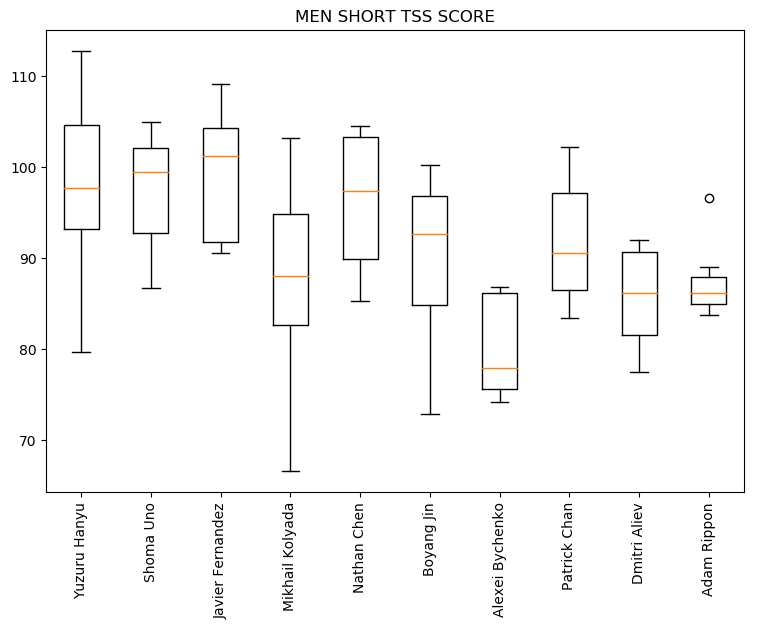 MEN SHORT TSS SCORE
110
100
90
80
70
Yuzuru Hanyu
Shoma Uno
Javier Fernandez
Mikhail Kolyada
Nathan Chen
Boyang Jin
Alexei Bychenko
Patrick Chan
Dmitri Aliev
Adam Rippon